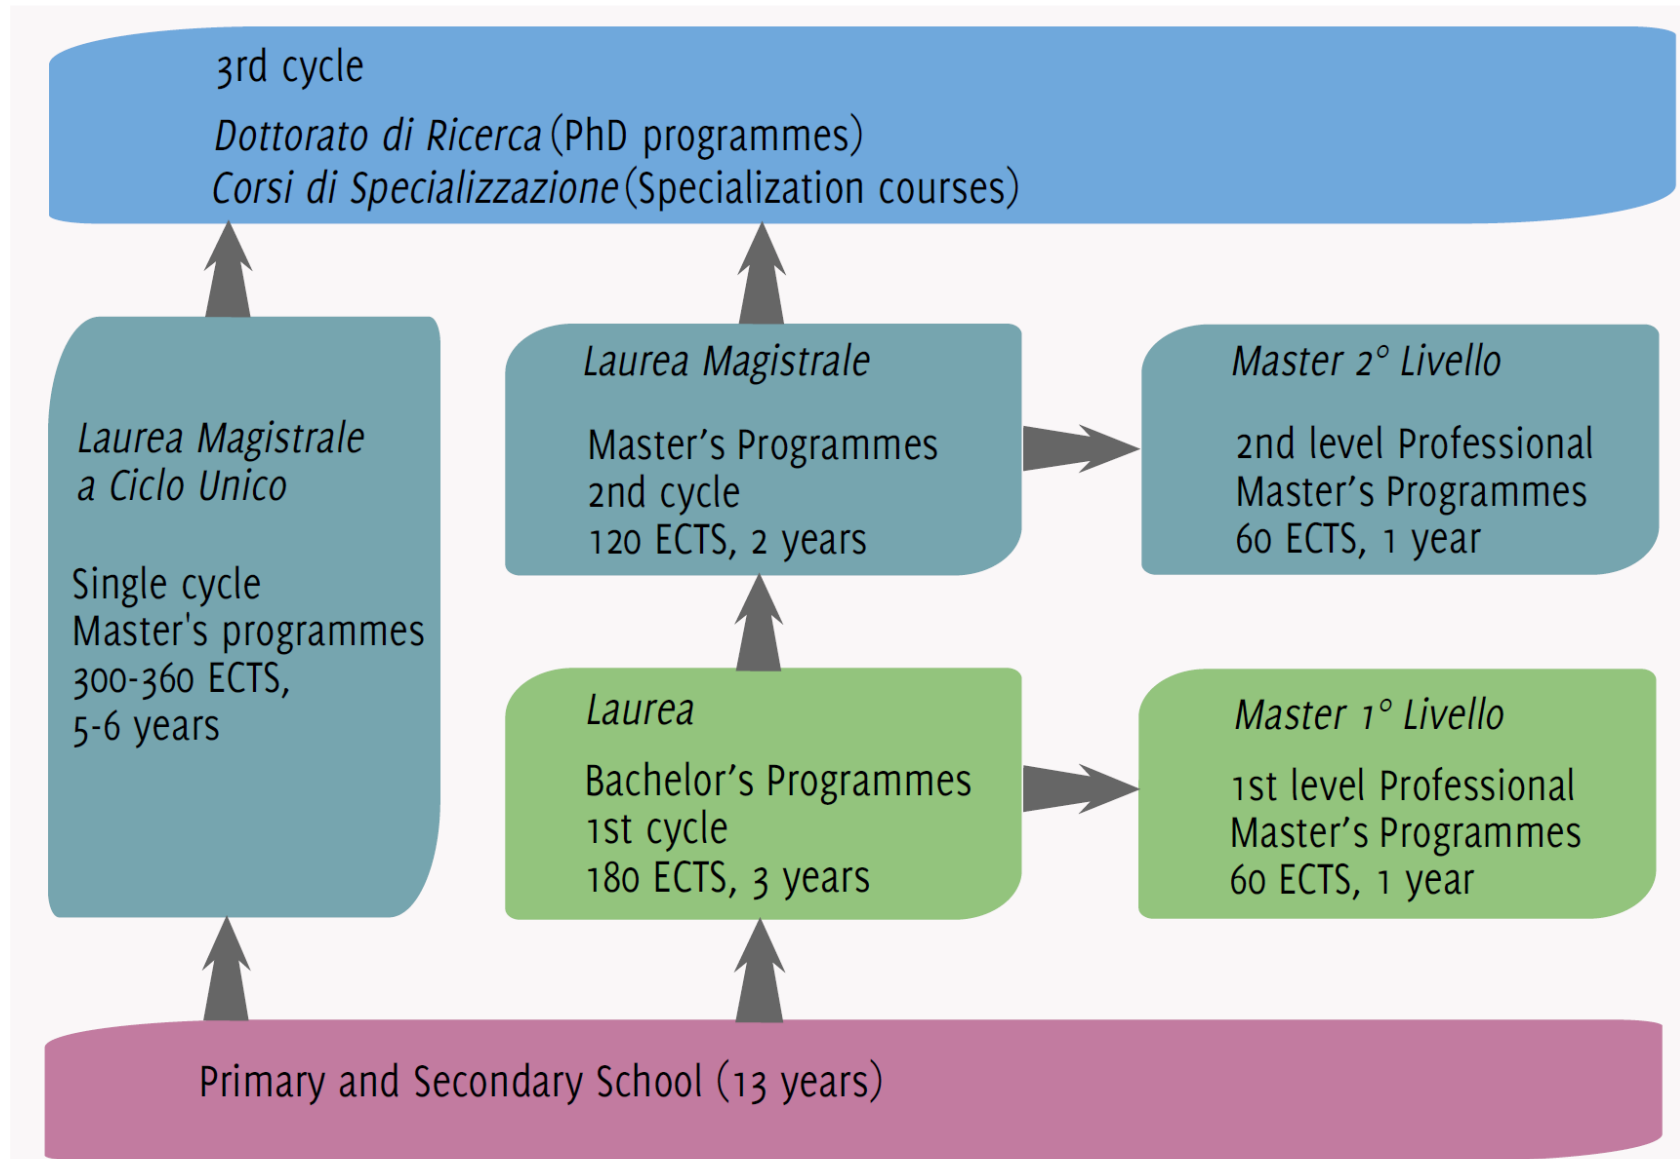 3rd cycle
Dottorato di Ricerca (PhD programmes)
Corsi di Specializzazione (Specialization courses)
Laurea Magistrale
a Ciclo Unico
Single cycle
Master's programmes
300-360 ECTS,
5-6 years
Laurea Magistrale
Master’s Programmes
2nd cycle
120 ECTS, 2 years
Master 2° Livello
2nd level Professional
Master’s Programmes
60 ECTS, 1 year
Laurea
Bachelor’s Programmes
1st cycle
180 ECTS, 3 years
Master 1° Livello
1st level Professional
Master’s Programmes
60 ECTS, 1 year
Primary and Secondary School (13 years)